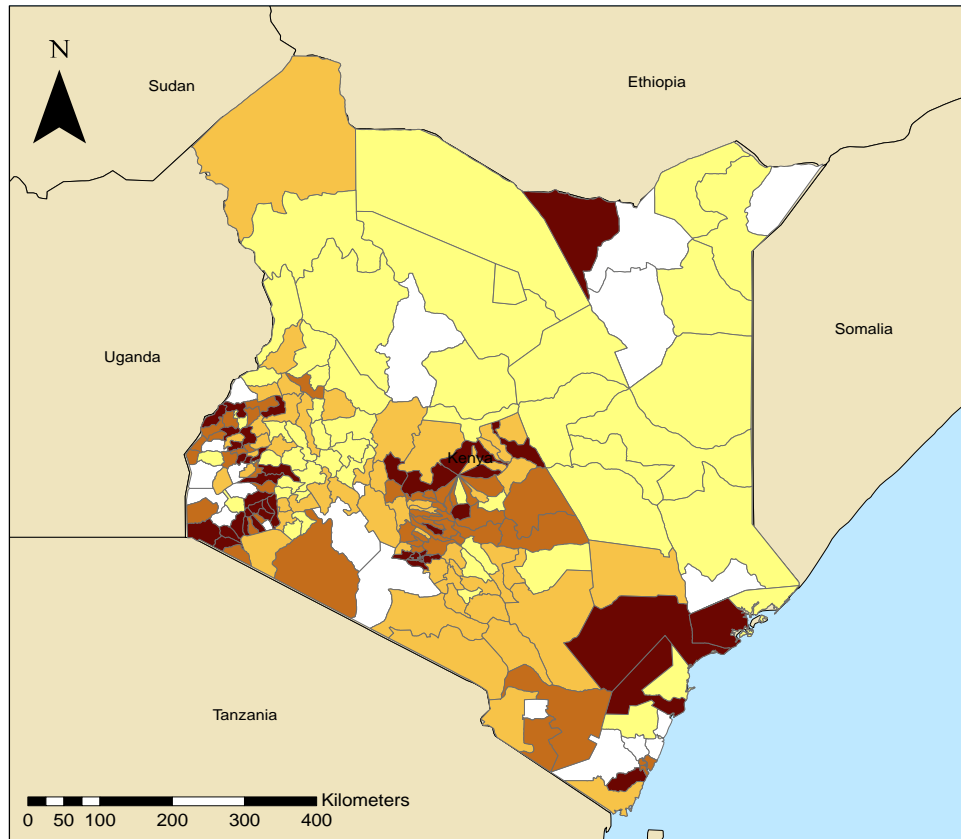 N
Sudan
Ethiopia
Uganda
Somalia
Kenya
Tanzania
Kilometers
0 50 100 200 300 400